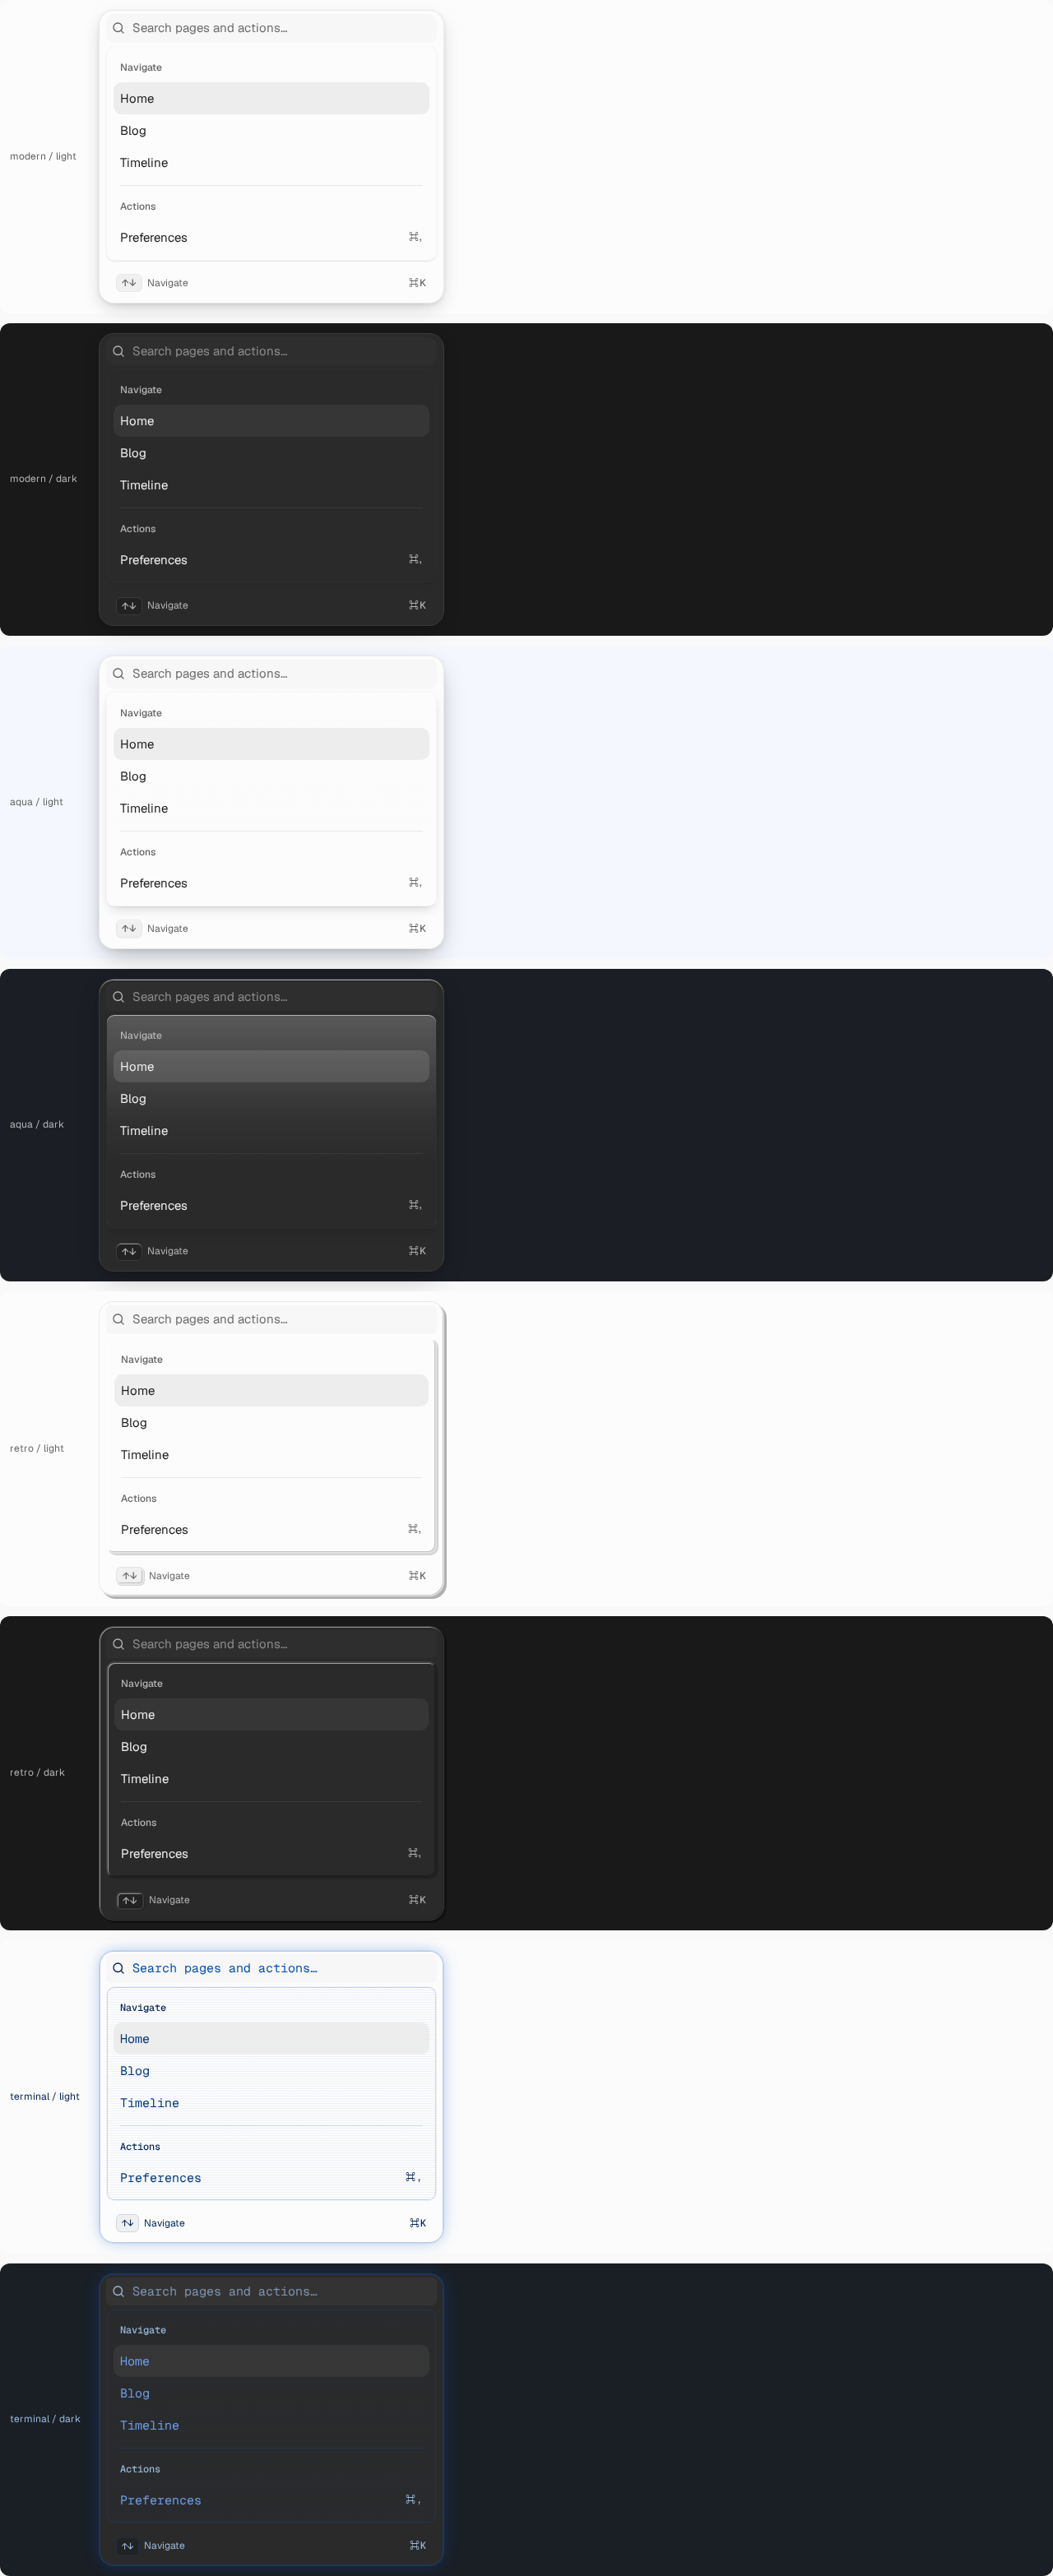 Search pages and actions…
Navigate
Home
Blog
modern / light
Timeline
Actions
Preferences ⌘,
↑↓ Navigate ⌘K
Search pages and actions…
Navigate
Home
Blog
modern / dark
Timeline
Actions
Preferences ⌘,
↑↓ Navigate ⌘K
Search pages and actions…
Navigate
Home
Blog
aqua / light
Timeline
Actions
Preferences ⌘,
↑↓ Navigate ⌘K
Search pages and actions…
Navigate
Home
Blog
aqua / dark
Timeline
Actions
Preferences ⌘,
↑↓ Navigate ⌘K
Search pages and actions…
Navigate
Home
Blog
retro / light
Timeline
Actions
Preferences ⌘,
↑↓ Navigate ⌘K
Search pages and actions…
Navigate
Home
Blog
retro / dark
Timeline
Actions
Preferences ⌘,
↑↓ Navigate ⌘K
Search pages and actions…
Navigate
Home
Blog
terminal / light
Timeline
Actions
Preferences ⌘,
↑↓ Navigate ⌘K
Search pages and actions…
Navigate
Home
Blog
terminal / dark
Timeline
Actions
Preferences ⌘,
↑↓ Navigate ⌘K